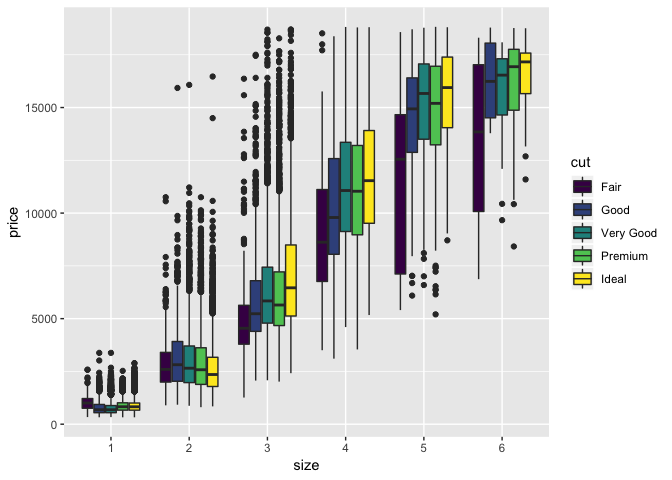 15000
10000
5000
0
price
1 2 3 4 5 6
size
cut
Fair
Good
Very Good
Premium
Ideal